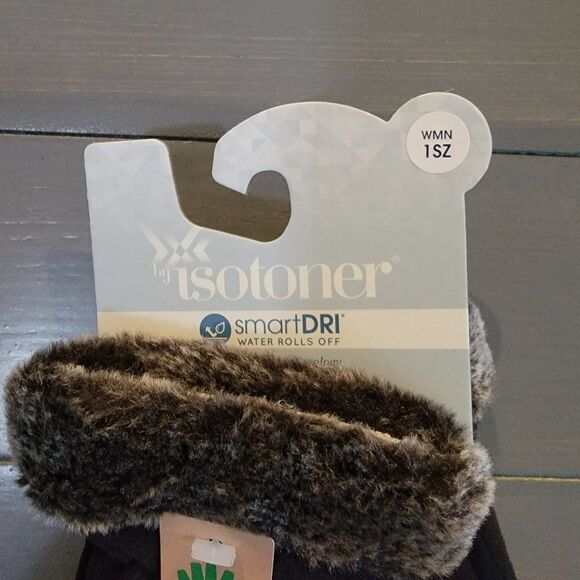 WMN
1SZ
by isotoner®
smartDRI®
WATER ROLLS OFF